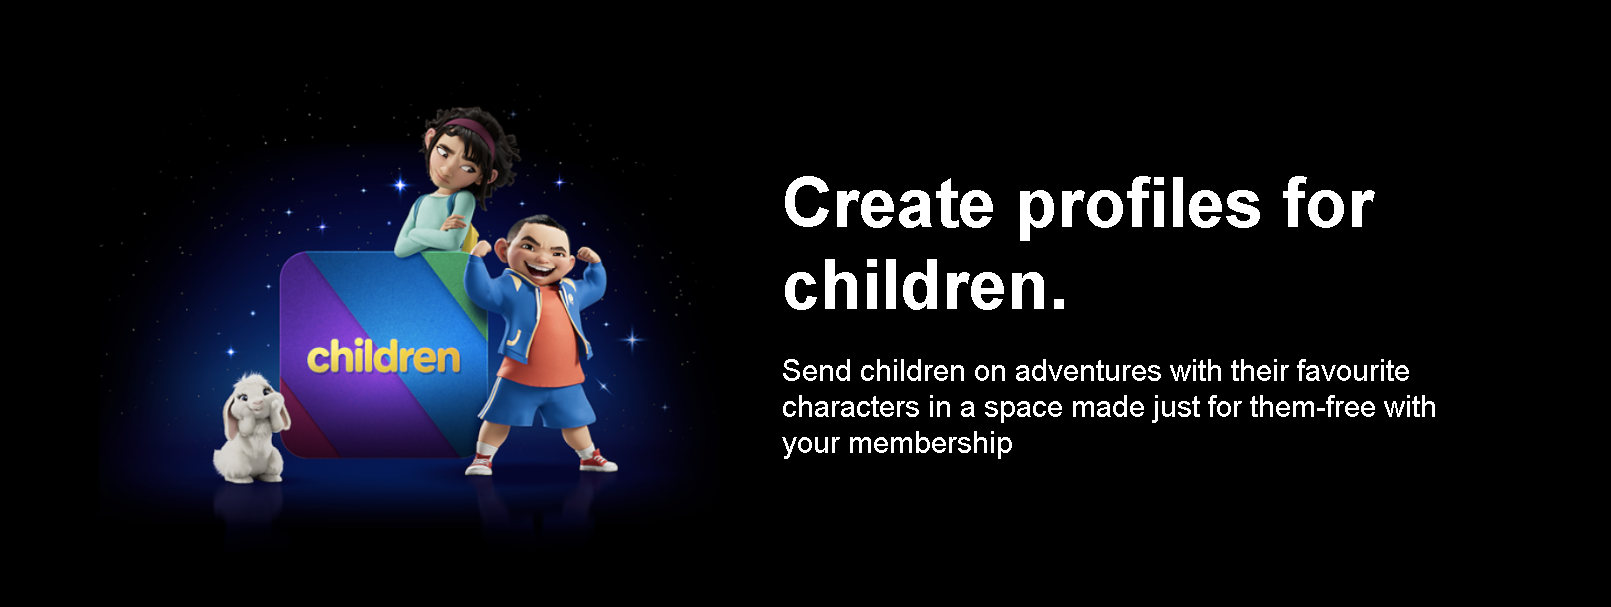 children
Create profiles for
children.
Send children on adventures with their favourite
characters in a space made just for them-free with
your membership